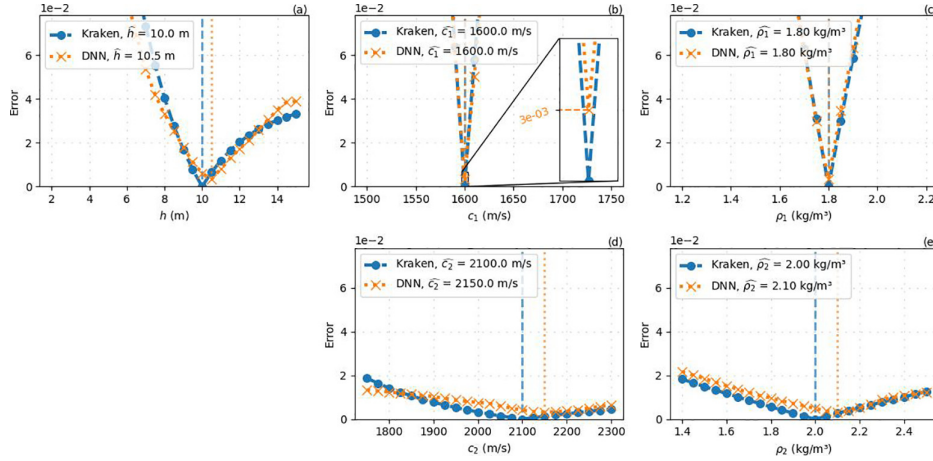 1e−2
(a)
Kraken, ĥ = 10.0 m
DNN, ĥ = 10.5 m
Error
6
4
2
0
2 4 6 8 10 12 14
h (m)
1e−2
(b)
Kraken, ĉ₁ = 1600.0 m/s
DNN, ĉ₁ = 1600.0 m/s
3e-03
Error
6
4
2
0
1500 1550 1600 1650 1700 1750
c₁ (m/s)
1e−2
(c
Kraken, ρ̂₁ = 1.80 kg/m³
DNN, ρ̂₁ = 1.80 kg/m³
Error
6
4
2
0
1.2 1.4 1.6 1.8 2.0 2.2
ρ₁ (kg/m³)
1e−2
(d)
Kraken, ĉ₂ = 2100.0 m/s
DNN, ĉ₂ = 2150.0 m/s
Error
6
4
2
0
1800 1900 2000 2100 2200 2300
c₂ (m/s)
1e−2
(e
Kraken, ρ̂₂ = 2.00 kg/m³
DNN, ρ̂₂ = 2.10 kg/m³
Error
6
4
2
0
1.4 1.6 1.8 2.0 2.2 2.4
ρ₂ (kg/m³)